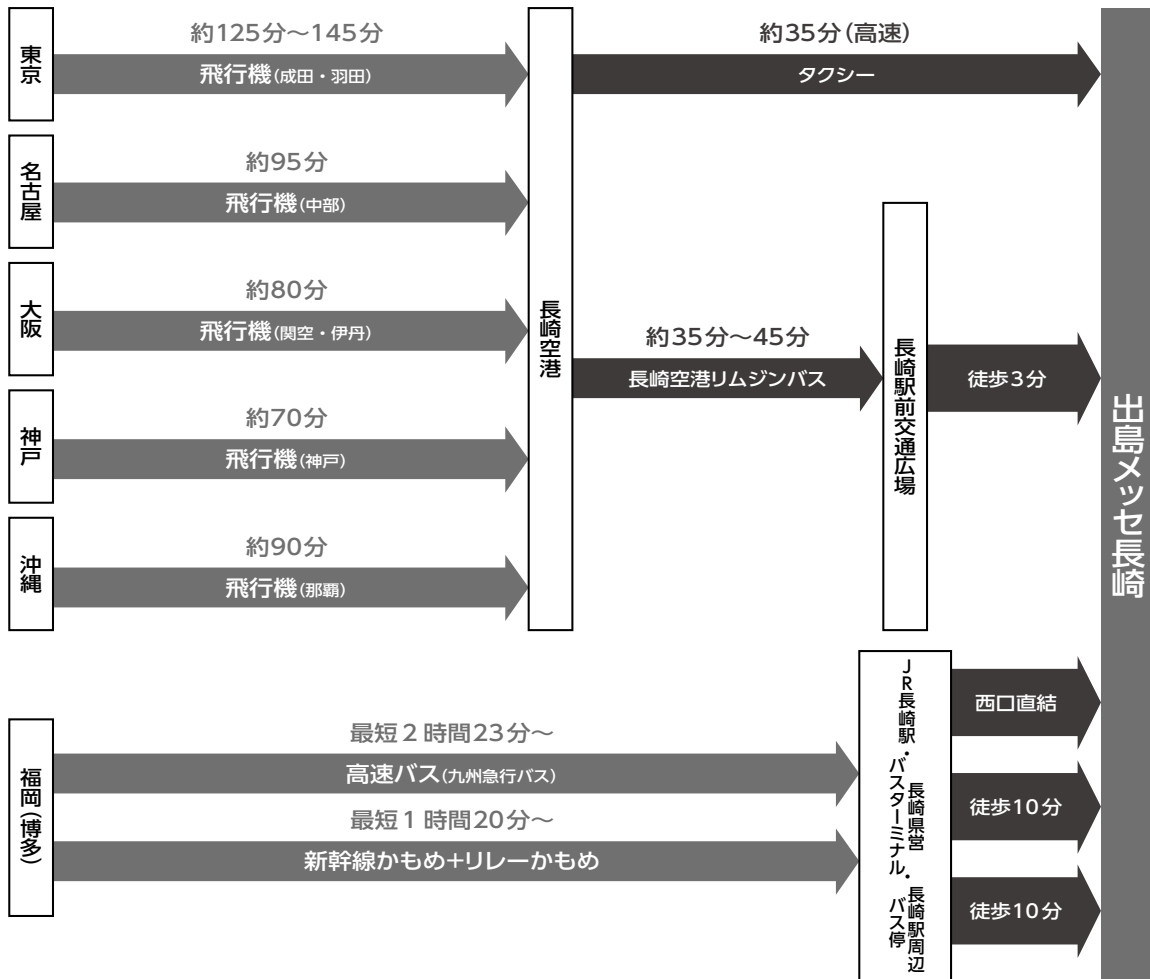 東京
約125分～145分
飛行機(成田・羽田)
名古屋
約95分
飛行機(中部)
大阪
約80分
飛行機(関空・伊丹)
神戸
約70分
飛行機(神戸)
沖縄
約90分
飛行機(那覇)
長崎空港
約35分(高速)
タクシー
約35分～45分
長崎空港リムジンバス
長崎駅前交通広場
徒歩3分
福岡(博多)
最短2時間23分～
高速バス(九州急行バス)
最短1時間20分～
新幹線かもめ+リレーかもめ
JR長崎駅・
長崎県営
バスターミナル・
長崎駅周辺
バス停
西口直結
徒歩10分
徒歩10分
出島メッセ長崎